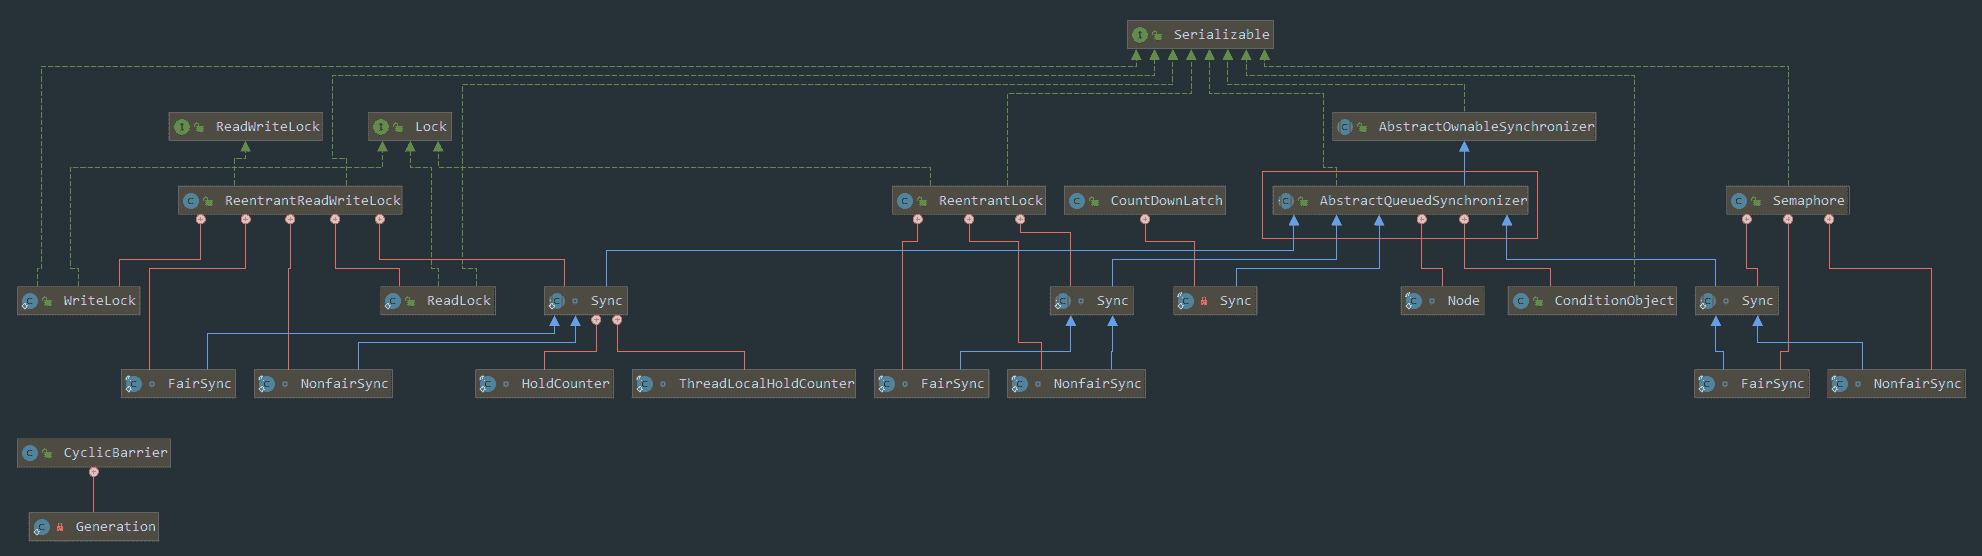 Serializable
ReadWriteLock
Lock
AbstractOwnableSynchronizer
ReentrantReadWriteLock
ReentrantLock
CountDownLatch
AbstractQueuedSynchronizer
Semaphore
WriteLock
ReadLock
Sync
Sync
Sync
Node
ConditionObject
Sync
FairSync
NonfairSync
HoldCounter
ThreadLocalHoldCounter
FairSync
NonfairSync
FairSync
NonfairSync
CyclicBarrier
Generation